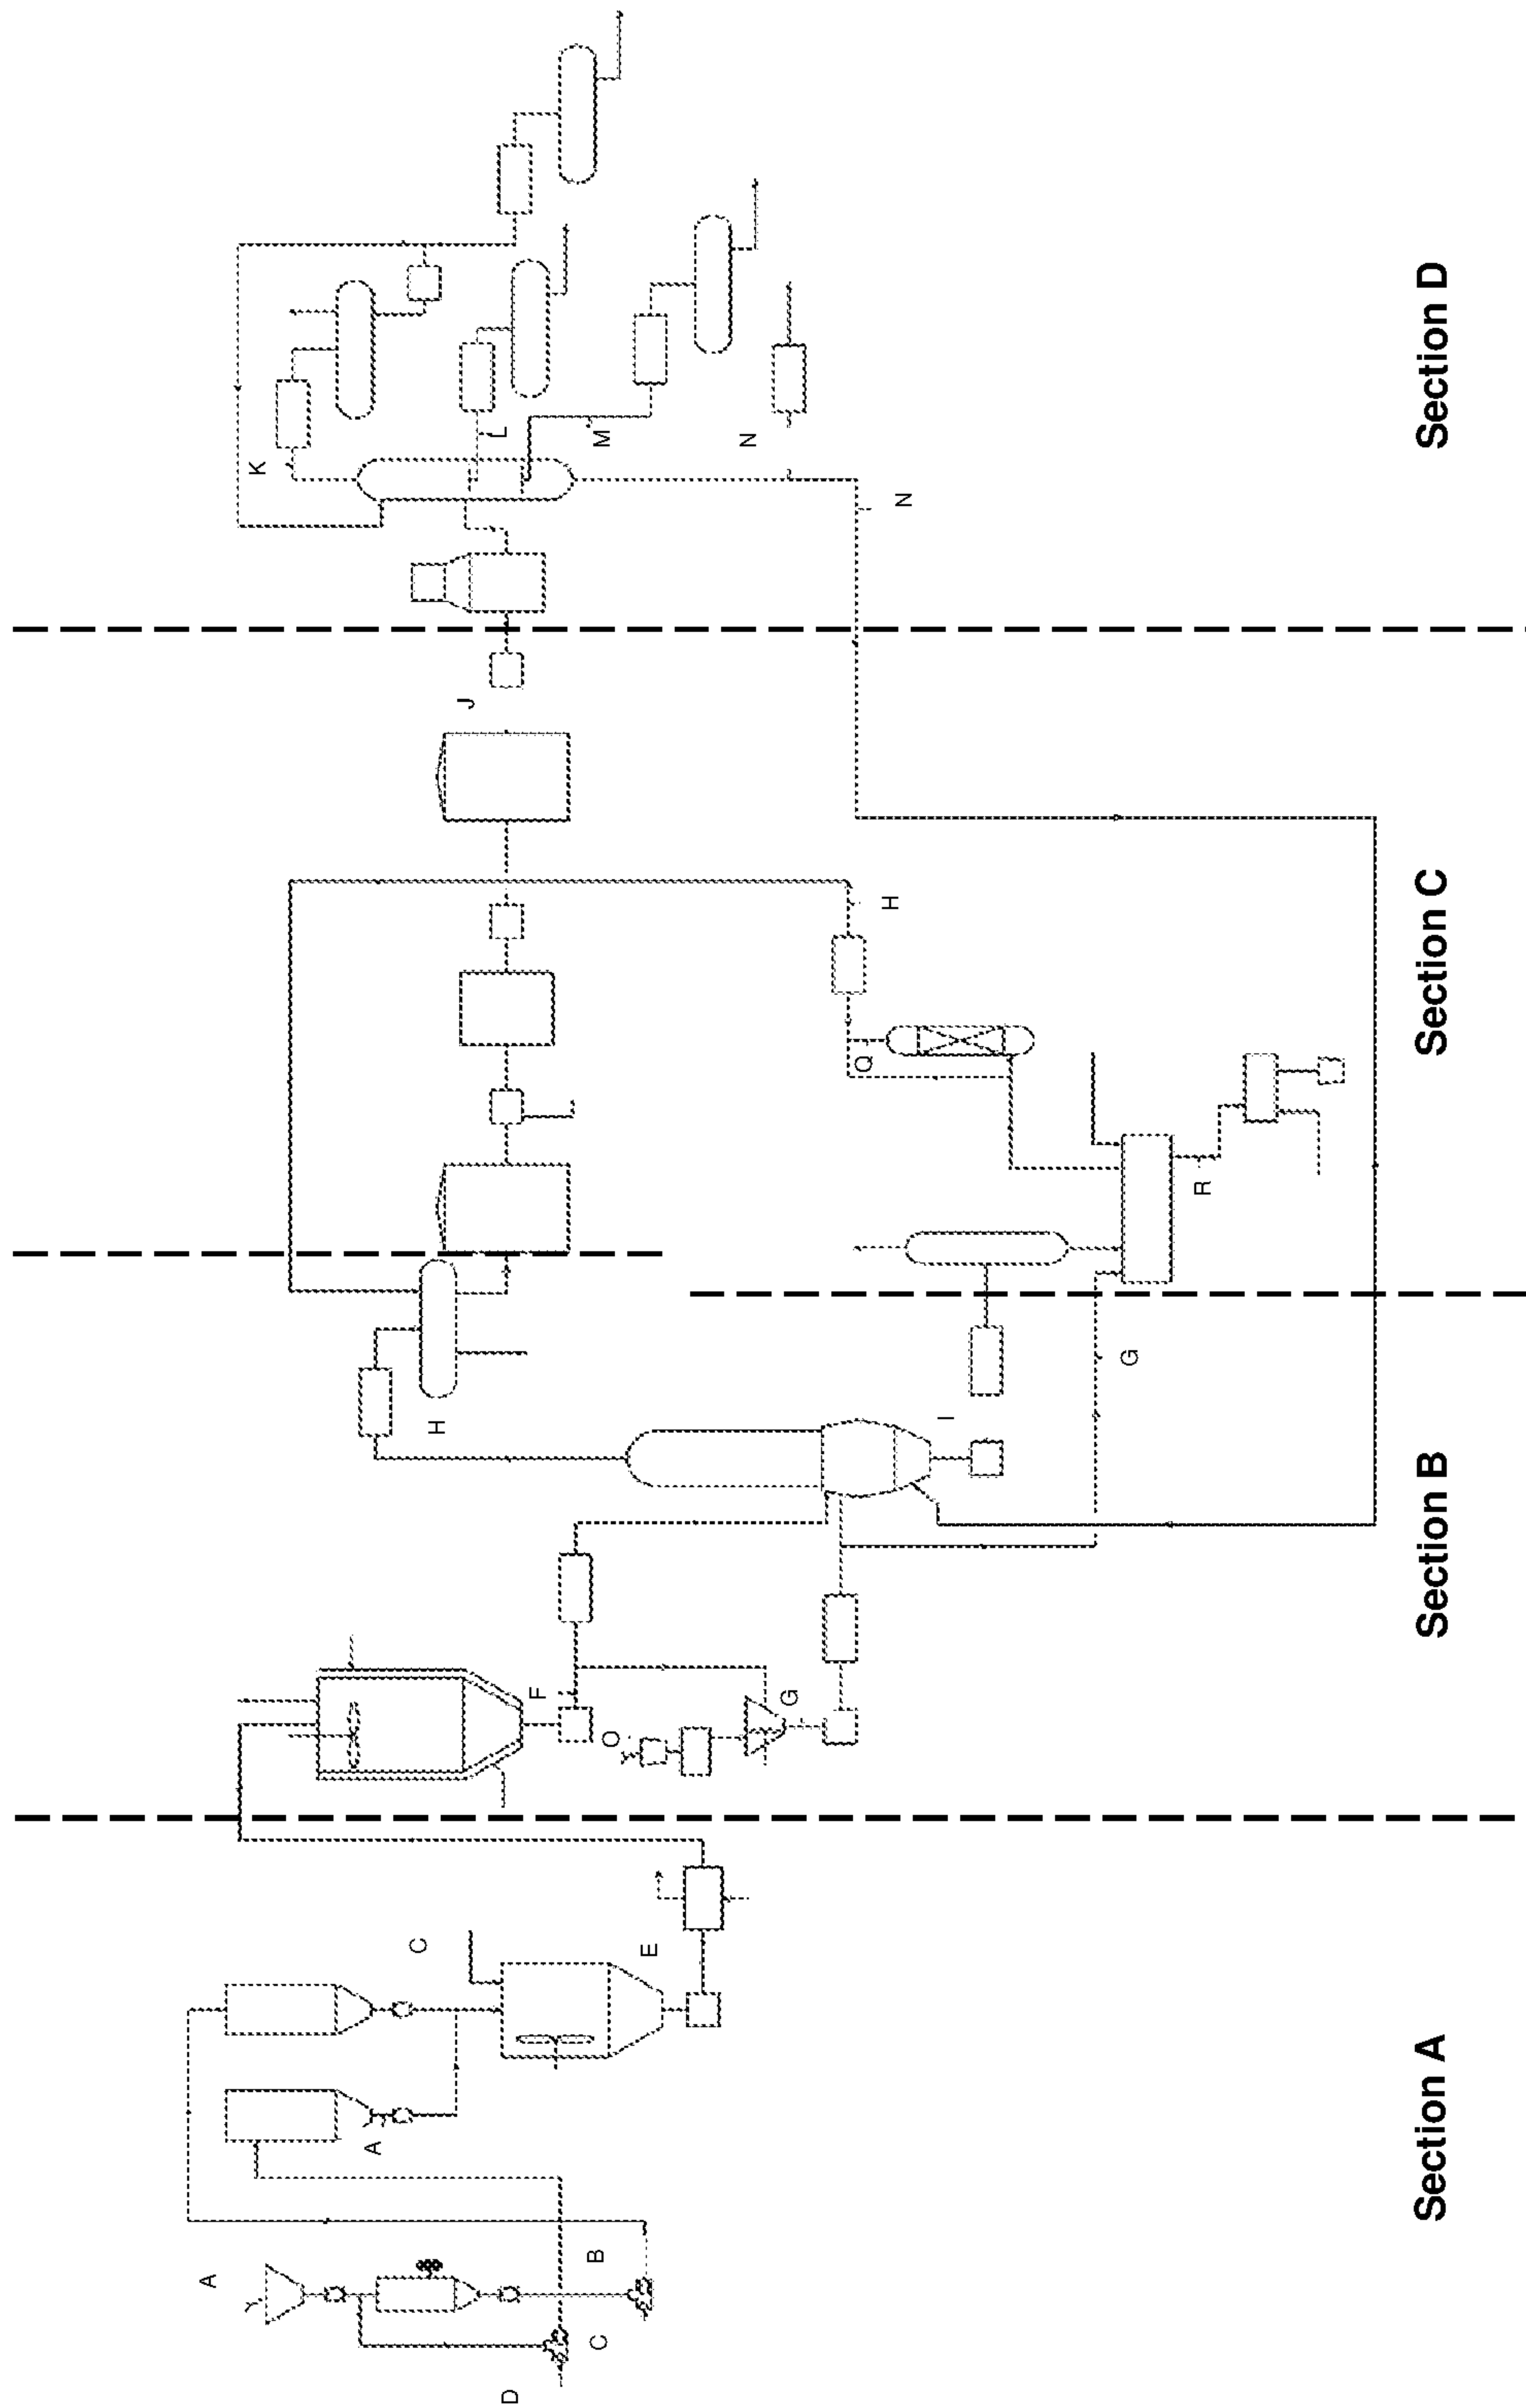 A
K
A
C
H
J
L
D
F
B
C
M
O
E
N
G
Q
H
N
I
G
R
Section A
Section B
Section C
Section D